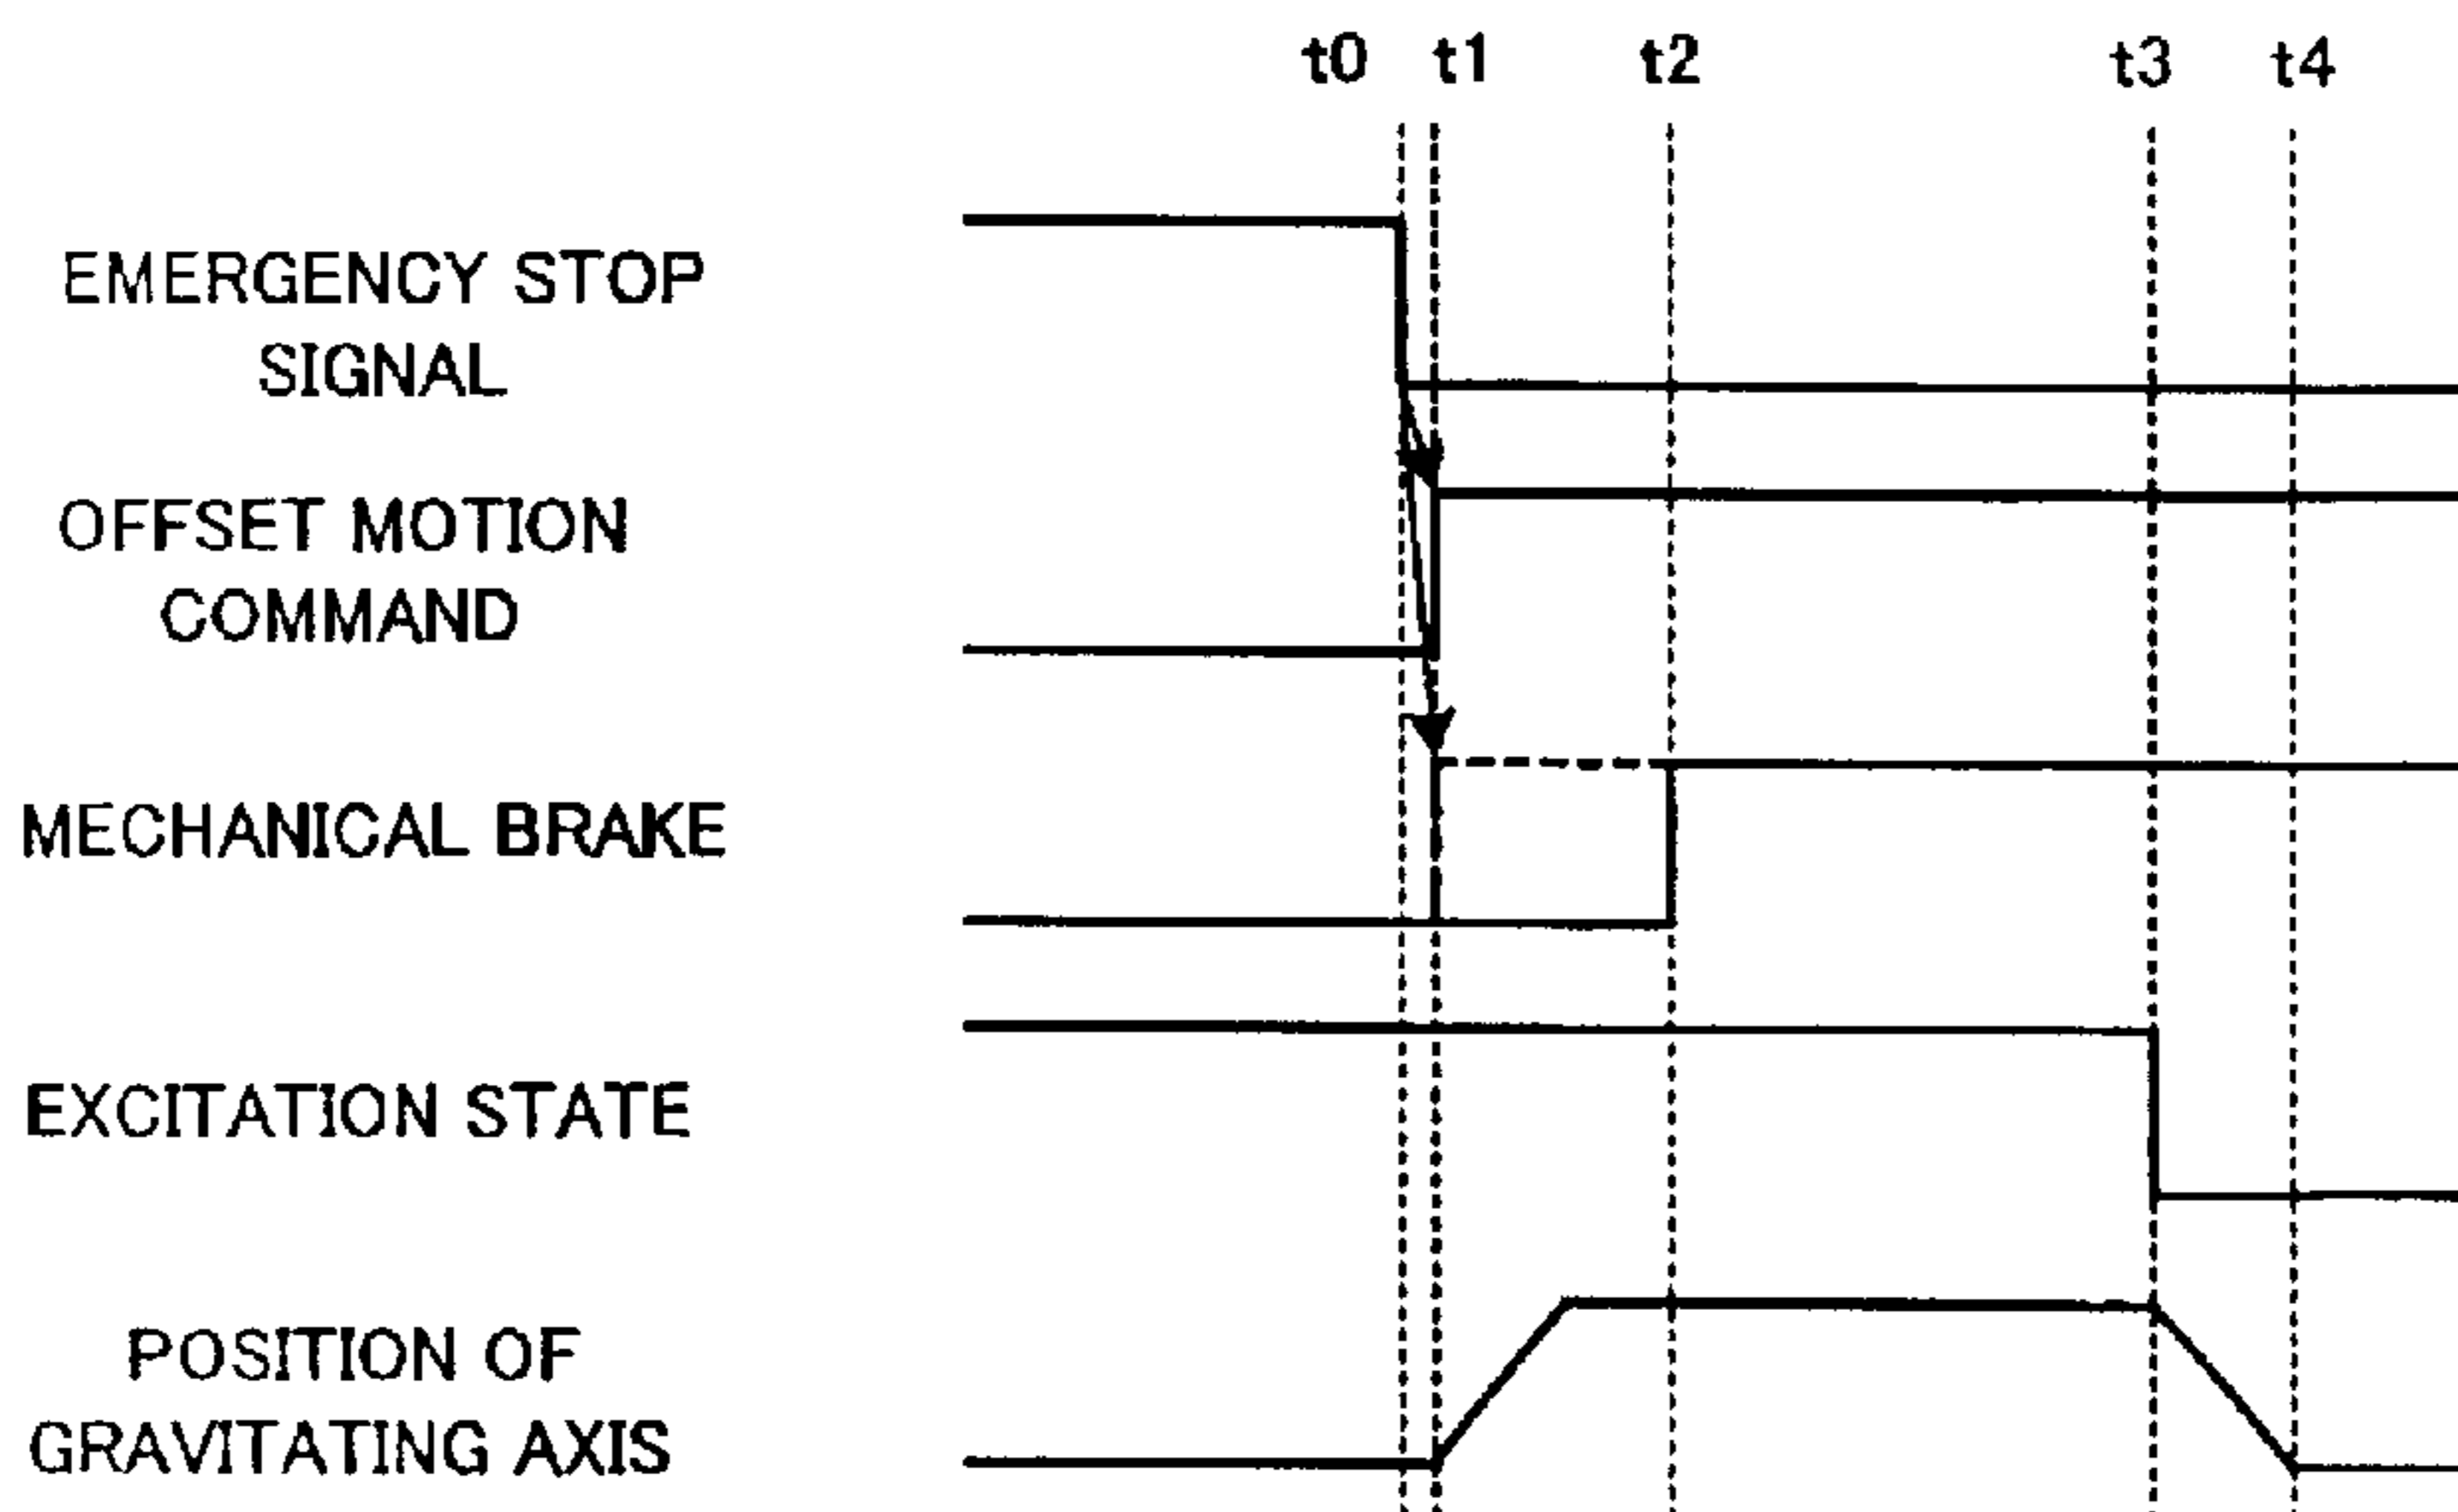 t0 t1 t2 t3 t4
EMERGENCY STOP
SIGNAL
OFFSET MOTION
COMMAND
MECHANICAL BRAKE
EXCITATION STATE
POSITION OF
GRAVITATING AXIS